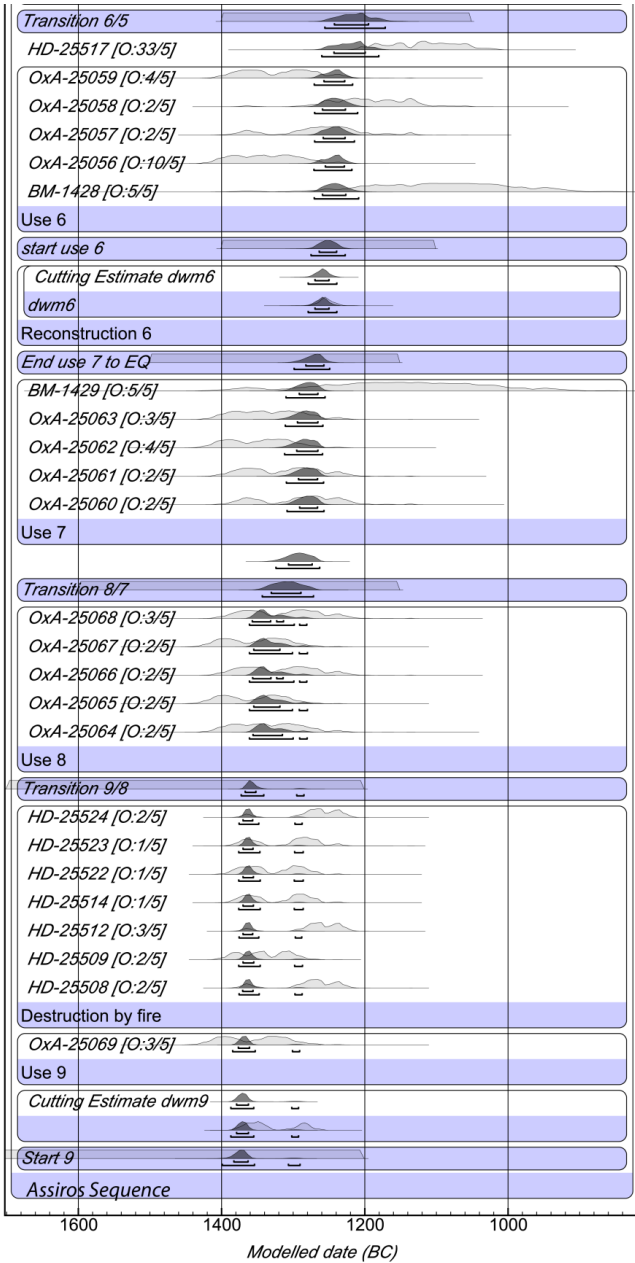 Transition 6/5
HD-25517 [O:33/5]
OxA-25059 [O:4/5]
OxA-25058 [O:2/5]
OxA-25057 [O:2/5]
OxA-25056 [O:10/5]
BM-1428 [O:5/5]
Use 6
start use 6
Cutting Estimate dwm6
dwm6
Reconstruction 6
End use 7 to EQ
BM-1429 [O:5/5]
OxA-25063 [O:3/5]
OxA-25062 [O:4/5]
OxA-25061 [O:2/5]
OxA-25060 [O:2/5]
Use 7
Transition 8/7
OxA-25068 [O:3/5]
OxA-25067 [O:2/5]
OxA-25066 [O:2/5]
OxA-25065 [O:2/5]
OxA-25064 [O:2/5]
Use 8
Transition 9/8
HD-25524 [O:2/5]
HD-25523 [O:1/5]
HD-25522 [O:1/5]
HD-25514 [O:1/5]
HD-25512 [O:3/5]
HD-25509 [O:2/5]
HD-25508 [O:2/5]
Destruction by fire
OxA-25069 [O:3/5]
Use 9
Cutting Estimate dwm9
Start 9
Assiros Sequence
1600 1400 1200 1000
Modelled date (BC)